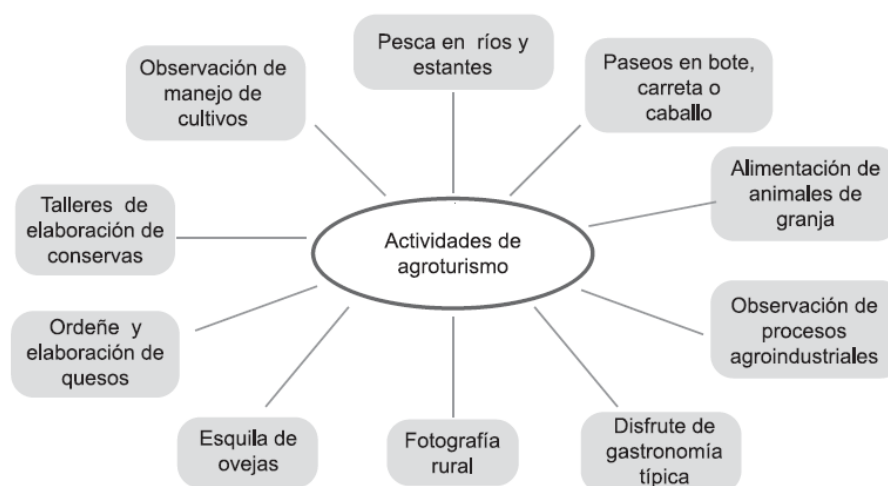 Pesca en ríos y
estantes
Paseos en bote,
carreta o
caballo
Observación de
manejo de
cultivos
Alimentación de
animales de
granja
Talleres de
elaboración de
conservas
Actividades de
agroturismo
Observación de
procesos
agroindustriales
Ordeñe y
elaboración de
quesos
Esquila de
ovejas
Fotografía
rural
Disfrute de
gastronomía
típica